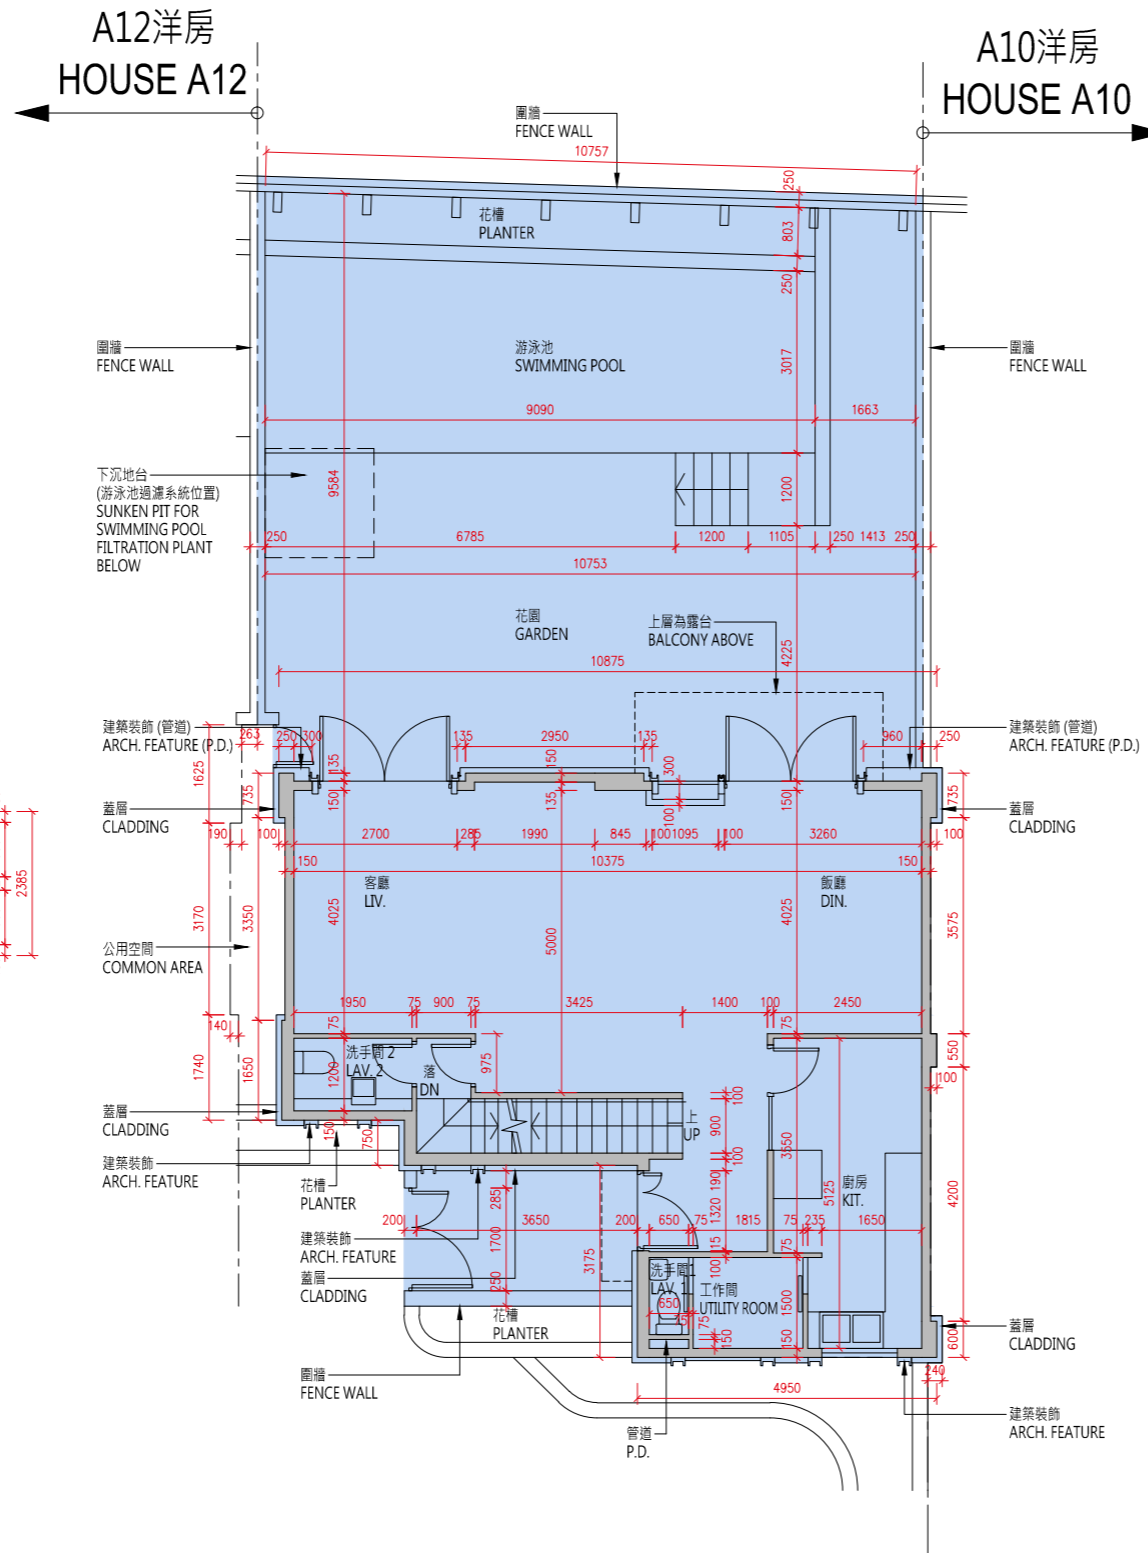 A12洋房
HOUSE A12
A10洋房
HOUSE A10
圍牆
FENCE WALL
10757
250
花槽
PLANTER
803
250
圍牆
FENCE WALL
游泳池
SWIMMING POOL
3017
圍牆
FENCE WALL
9090
1663
下沉地台
(游泳池過濾系統位置)
SUNKEN PIT FOR
SWIMMING POOL
FILTRATION PLANT
BELOW
9584
1200
250
6785
1200
1105
250
1413
250
10753
花園
GARDEN
上層為露台
BALCONY ABOVE
4225
10875
建築裝飾 (管道)
ARCH. FEATURE (P.D.)
263
250
300
135
135
2950
135
150
300
960
250
建築裝飾 (管道)
ARCH. FEATURE (P.D.)
1625
735
150
135
100
150
735
蓋層
CLADDING
蓋層
CLADDING
190
100
2700
285
1990
845
100
1095
100
3260
100
150
10375
150
2385
客廳
LIV.
飯廳
DIN.
3170
3350
4025
5000
4025
3575
公用空間
COMMON AREA
1950
75
900
75
3425
1400
100
2450
140
75
75
1740
1650
洗手間 2
LAV. 2
1200
落
DN
975
550
100
100
蓋層
CLADDING
150
750
900
上
UP
100
3550
建築裝飾
ARCH. FEATURE
花槽
PLANTER
285
190
5125
廚房
KIT.
4200
200
3650
200
650
75
1320
1815
75
235
1650
建築裝飾
ARCH. FEATURE
1700
3175
115
75
蓋層
CLADDING
250
洗手間1
LAV. 1
100
650
工作間
UTILITY ROOM
1500
花槽
PLANTER
75
75
150
150
蓋層
CLADDING
600
圍牆
FENCE WALL
240
4950
管道
P.D.
建築裝飾
ARCH. FEATURE